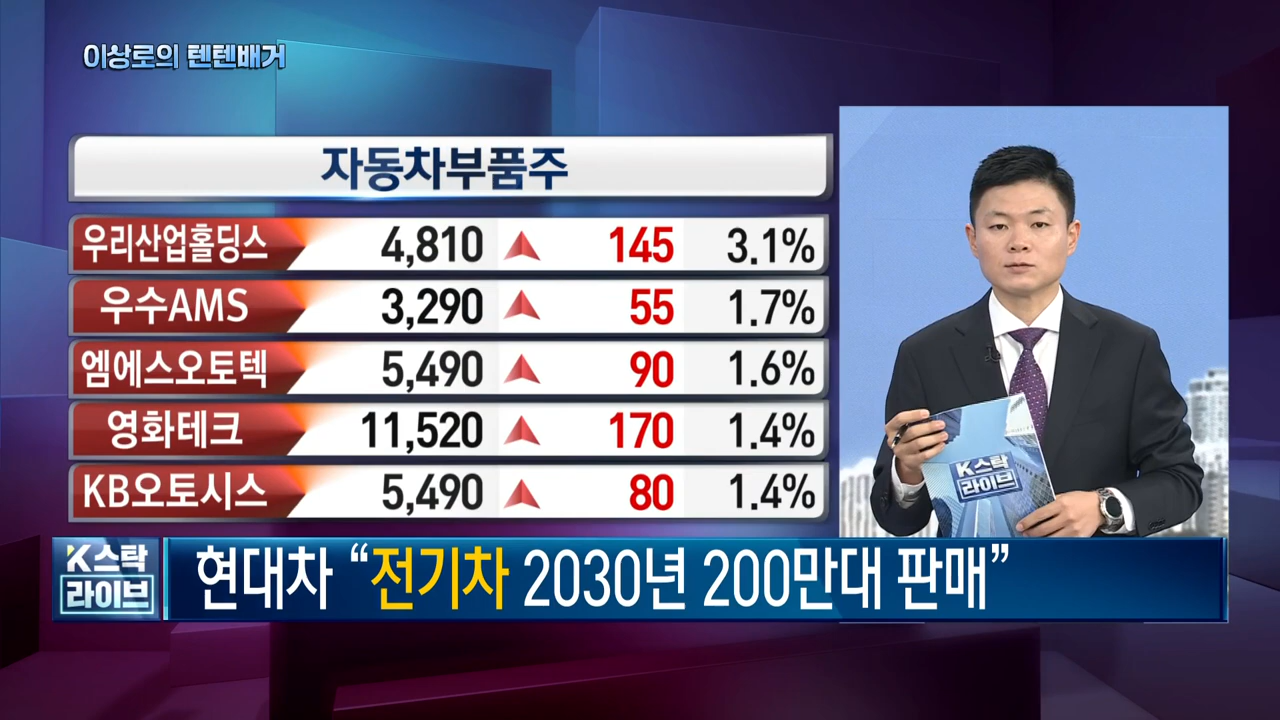 이상로의 텐텐배거
자동차부품주
우리산업홀딩스 4,810 145 3.1%
우수AMS 3,290 55 1.7%
엠에스오토텍 5,490 90 1.6%
영화테크 11,520 170 1.4%
KB오토시스 5,490 80 1.4%
K스탁
라이브
K스탁
라이브
현대차 “전기차 2030년 200만대 판매”